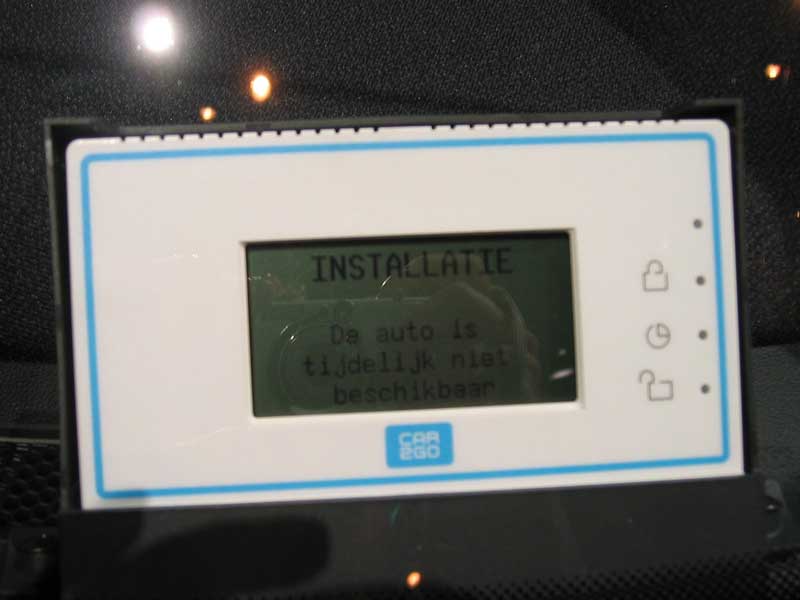 INSTALLATIE
De auto is
tijdelijk niet
beschikbaar
CAR
2GO